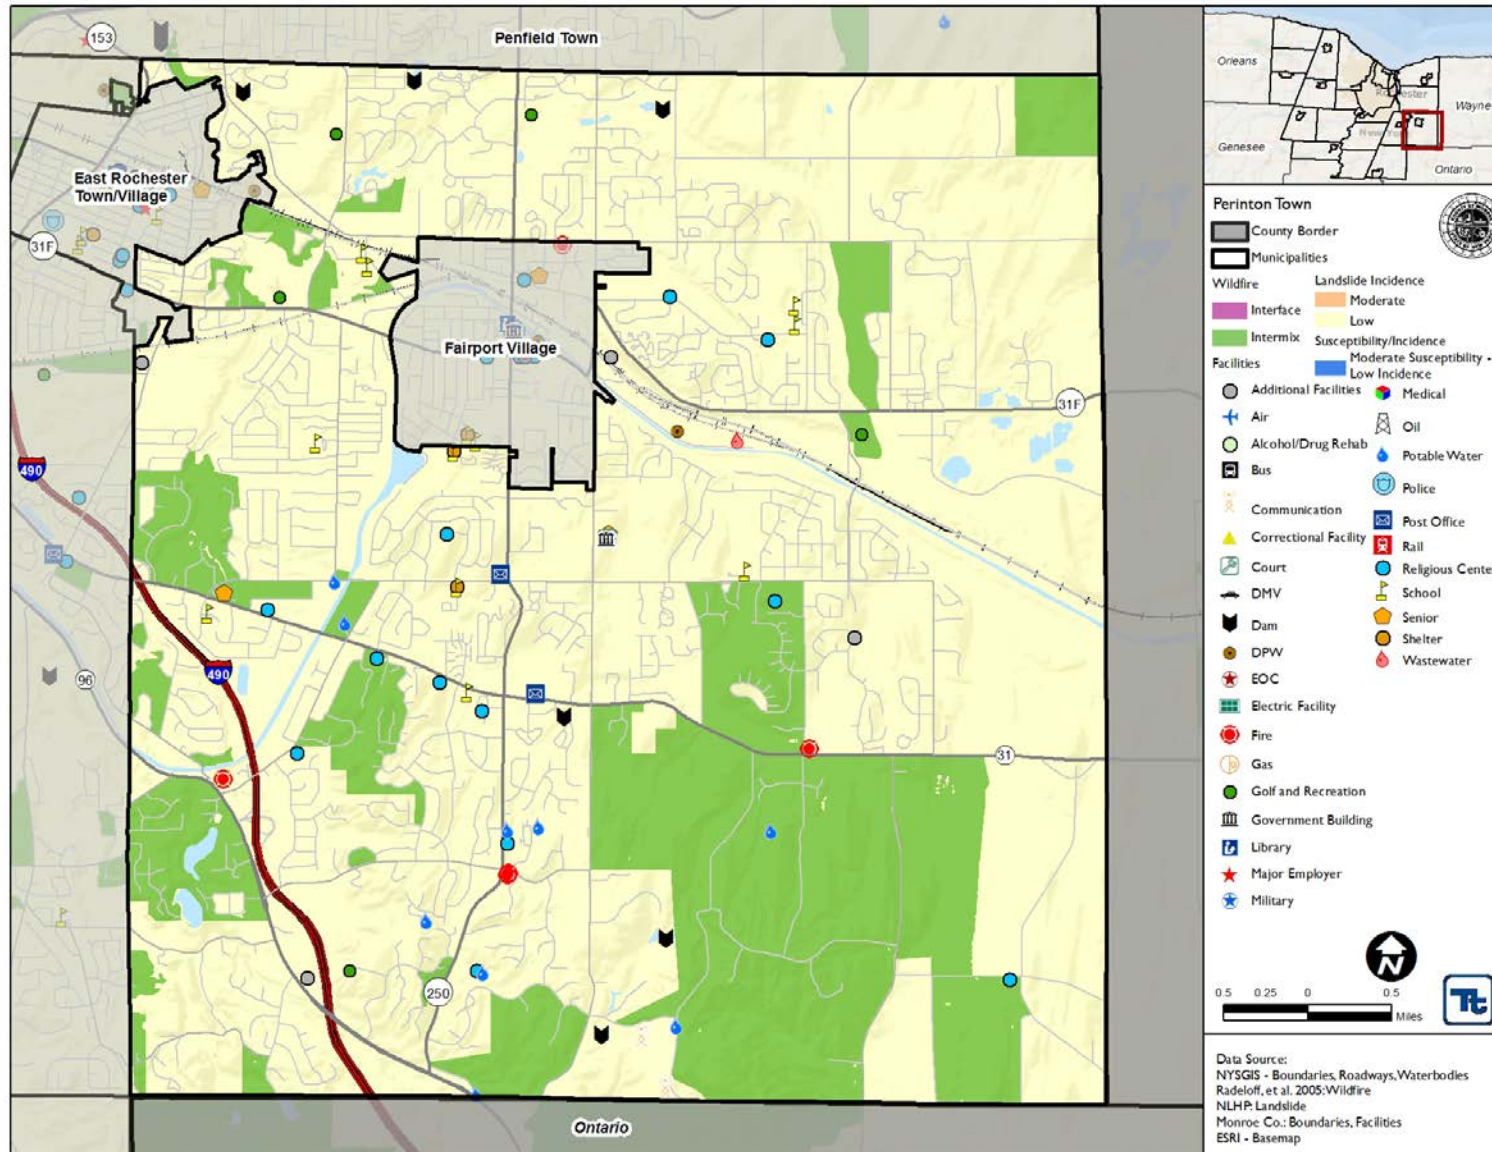 153
Penfield Town
East Rochester
Town/Village
31F
Fairport Village
31F
490
490
96
31
250
Ontario
Orleans
Rochester
Wayne
New York
Genesee
Ontario
Perinton Town
County Border
Municipalities
Wildfire
Interface
Intermix
Landslide Incidence
Moderate
Low
Susceptibility/Incidence
Moderate Susceptibility -
Low Incidence
Facilities
Additional Facilities
Air
Alcohol/Drug Rehab
Bus
Communication
Correctional Facility
Court
DMV
Dam
DPW
EOC
Electric Facility
Fire
Gas
Golf and Recreation
Government Building
Library
Major Employer
Military
Medical
Oil
Potable Water
Police
Post Office
Rail
Religious Cente
School
Senior
Shelter
Wastewater
N
Tt
0.5 0.25 0 0.5
Miles
Data Source:
NYSGIS - Boundaries, Roadways, Waterbodies
Radeloff, et al. 2005: Wildfire
NLHP: Landslide
Monroe Co.: Boundaries, Facilities
ESRI - Basemap